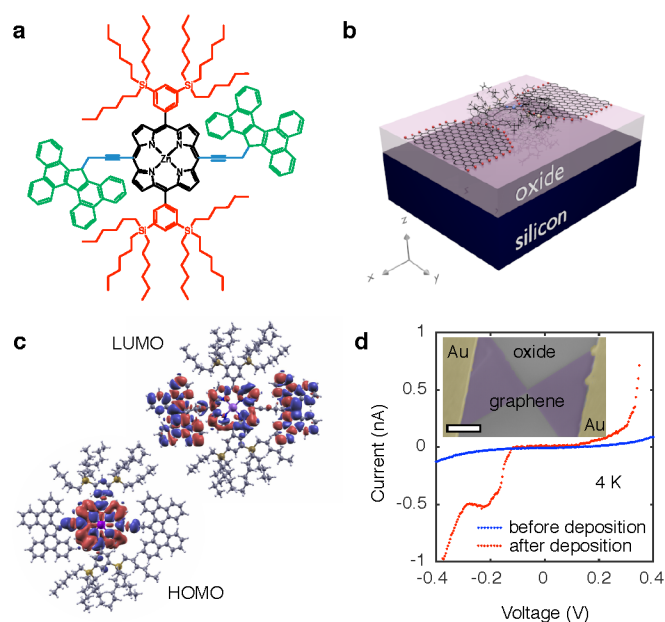 a
Si
Si
N
N
Zn
N
N
Si
Si
b
oxide
silicon
z
x
y
c
LUMO
HOMO
d
Current (nA)
1
0.5
0
-0.5
-1
Au
oxide
graphene
Au
4 K
before deposition
after deposition
-0.4
-0.2
0
0.2
0.4
Voltage (V)